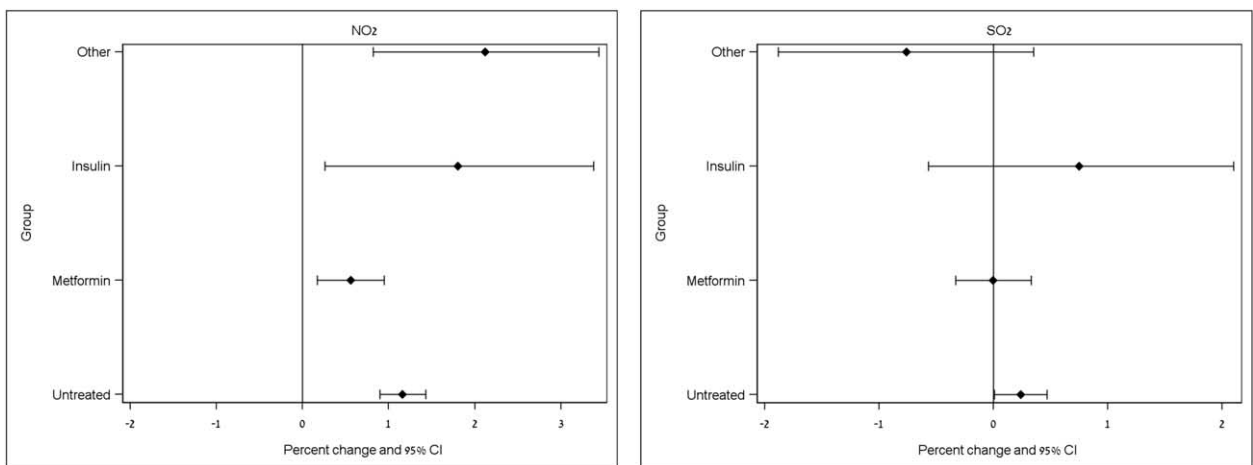 NO2
Other
Insulin
Metformin
Untreated
Group
-2 -1 0 1 2 3
Percent change and 95% CI
SO2
Other
Insulin
Metformin
Untreated
Group
-2 -1 0 1 2
Percent change and 95% CI